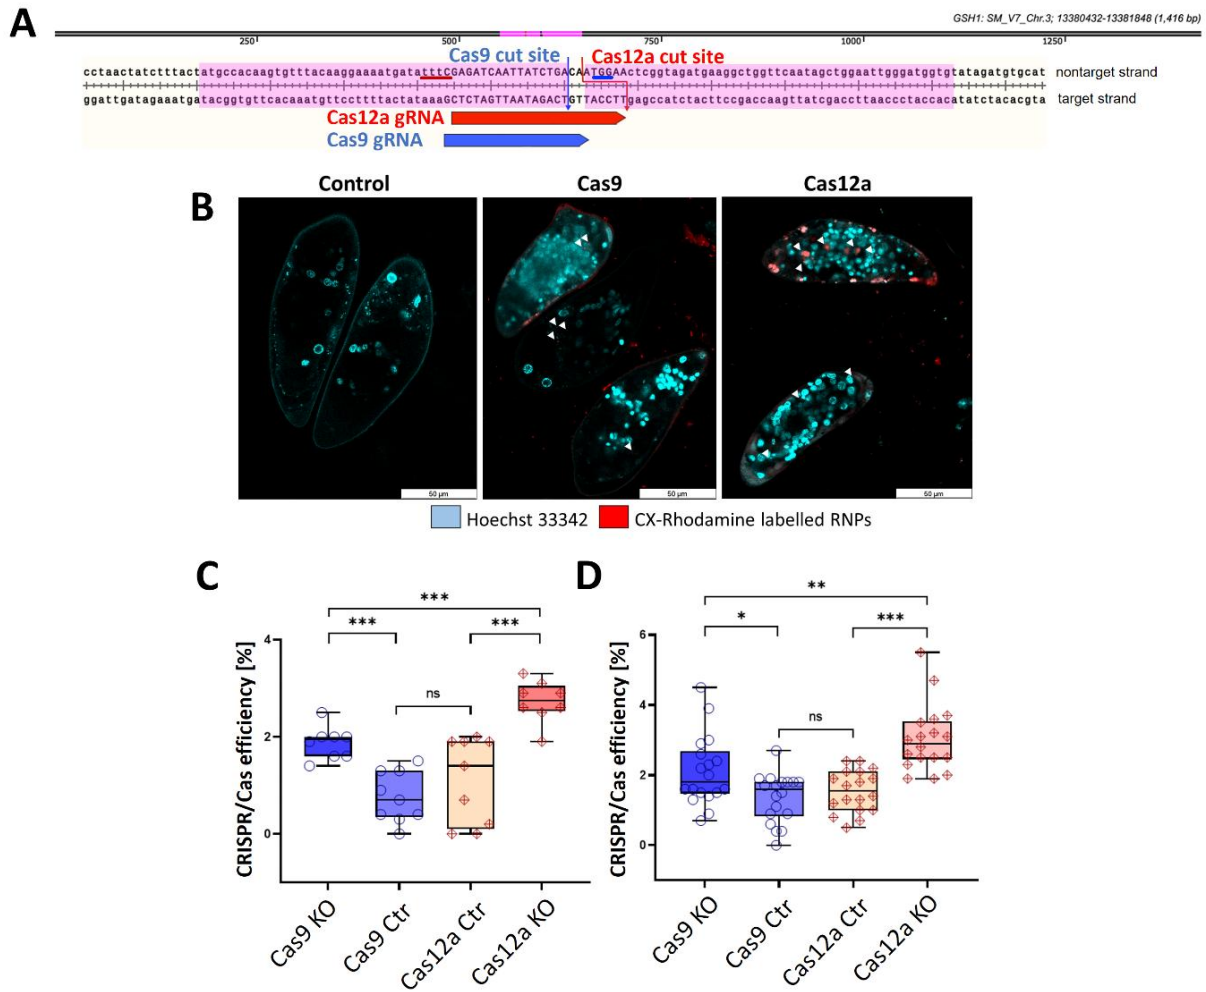 GSH1: SM_V7_Chr.3; 13380432-13381848 (1,416 bp)
A
250 500 750 1000 1250
Cas9 cut site Cas12a cut site
cctaactatctttactatgccacaagtgtttacaaggaaaatgatatttCGAGATCAATTATCTGACAATGGAActcggtagatgaaggctggttcaatagctggaattgggatggtgtatagatgtgcat nontarget strand
ggattgatagaaatgatacggtgttcacaaatgttccttttactataaaGCTCTAGTTAATAGACTGTTACCTTgagccatctacttccgaccaagttatcgaccttaaccctaccacatatctacacgta target strand
Cas12a gRNA
Cas9 gRNA
B
Control Cas9 Cas12a
50 µm 50 µm 50 µm
Hoechst 33342 CX-Rhodamine labelled RNPs
C
CRISPR/Cas efficiency [%]
4
2
0
***
*** ***
ns
Cas9 KO Cas9 Ctr Cas12a Ctr Cas12a KO
D
CRISPR/Cas efficiency [%]
6
4
2
0
**
* ***
ns
Cas9 KO Cas9 Ctr Cas12a Ctr Cas12a KO